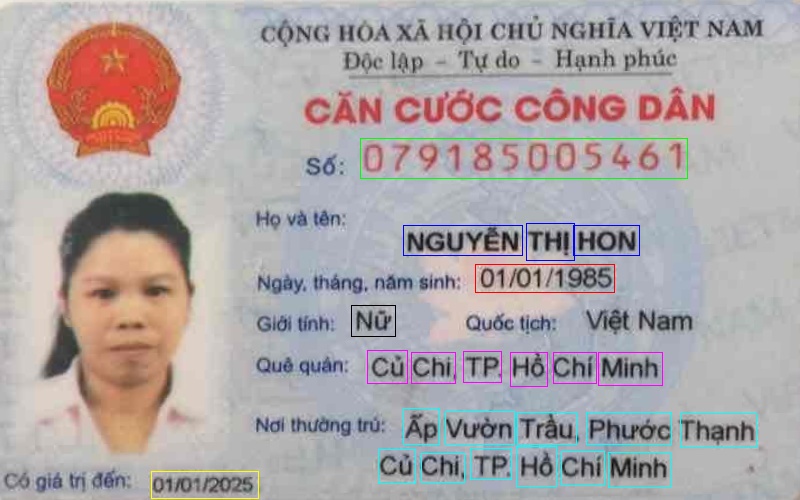 CỘNG HÒA XÃ HỘI CHỦ NGHĨA VIỆT NAM
Độc lập - Tự do - Hạnh phúc
CĂN CƯỚC CÔNG DÂN
Số: 079185005461
Họ và tên:
NGUYỄN THỊ HON
Ngày, tháng, năm sinh: 01/01/1985
Giới tính: Nữ Quốc tịch: Việt Nam
Quê quán: Củ Chi, TP. Hồ Chí Minh
Nơi thường trú: Ấp Vườn Trầu, Phước Thạnh
Củ Chi, TP. Hồ Chí Minh
Có giá trị đến: 01/01/2025